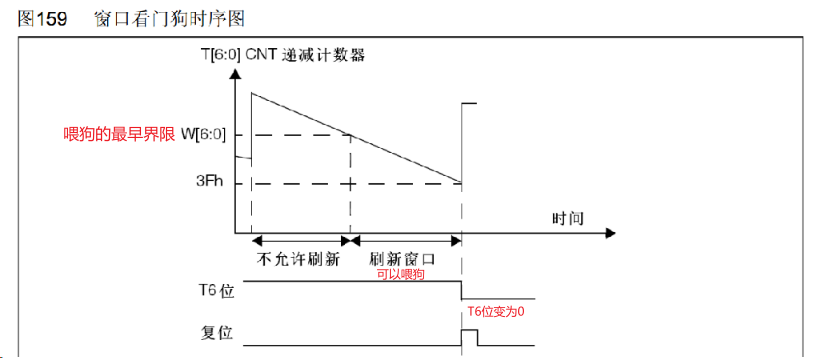 图159 窗口看门狗时序图
T[6:0] CNT 递减计数器
喂狗的最早界限 W[6:0]
3Fh
时间
不允许刷新 刷新窗口
可以喂狗
T6位
T6位变为0
复位